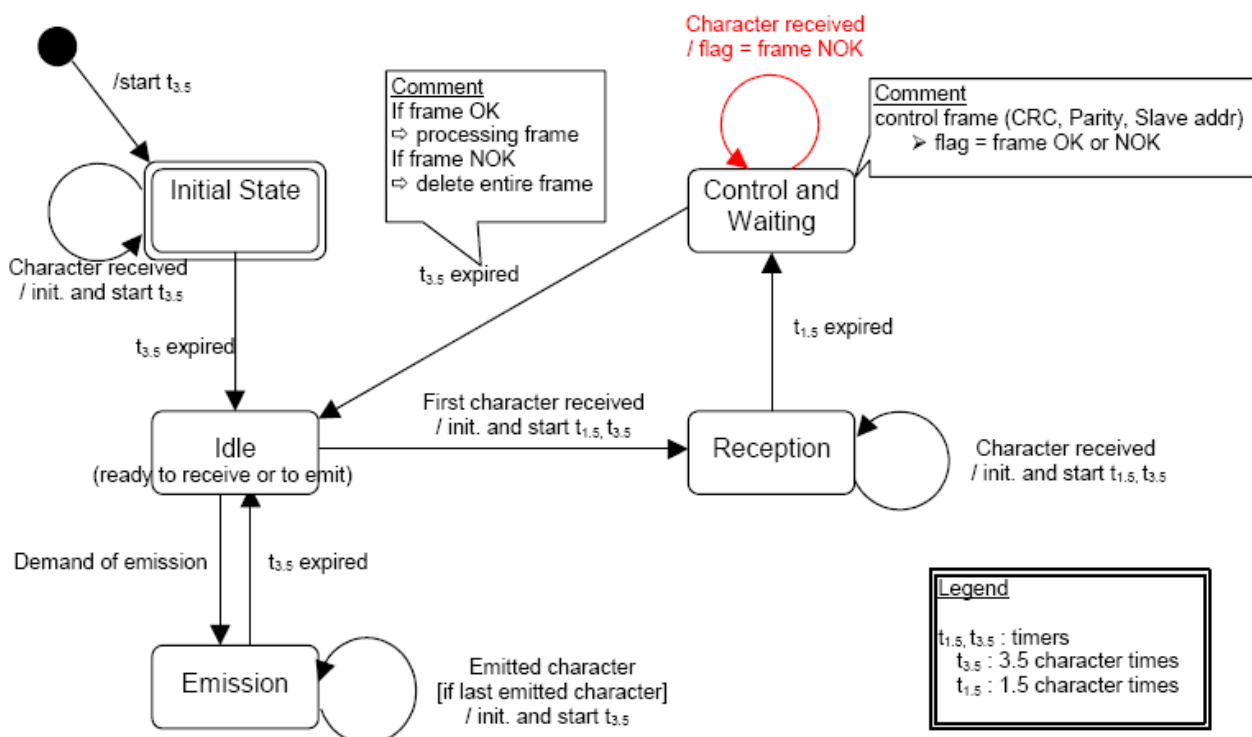 Character received
/ flag = frame NOK
/start t3.5
Comment
If frame OK
⇨ processing frame
If frame NOK
⇨ delete entire frame
Comment
control frame (CRC, Parity, Slave addr)
➢ flag = frame OK or NOK
Initial State
Control and
Waiting
Character received
/ init. and start t3.5
t3.5 expired
t3.5 expired
t1.5 expired
First character received
/ init. and start t1.5, t3.5
Idle
(ready to receive or to emit)
Reception
Character received
/ init. and start t1.5, t3.5
Demand of emission
t3.5 expired
Emission
Emitted character
[if last emitted character]
/ init. and start t3.5
Legend
t1.5, t3.5 : timers
t3.5 : 3.5 character times
t1.5 : 1.5 character times